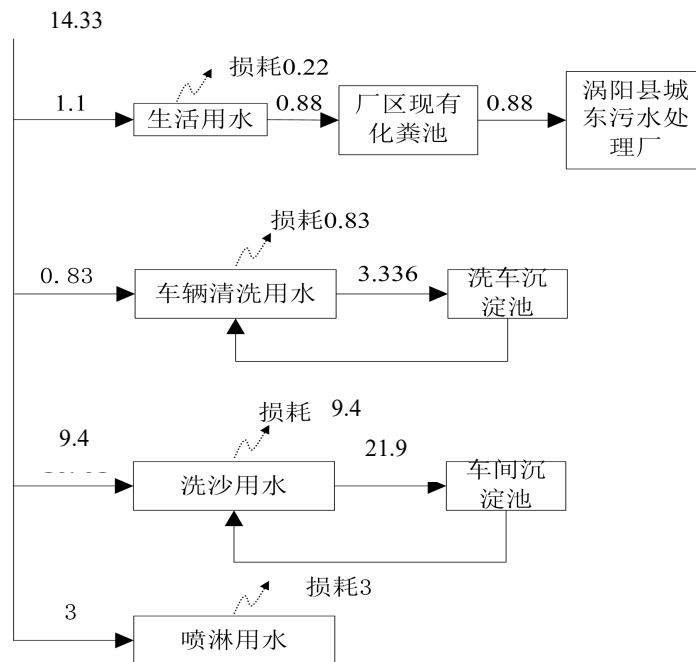 14.33
损耗0.22
1.1
生活用水
0.88
厂区现有
化粪池
0.88
涡阳县城
东污水处
理厂
损耗0.83
0. 83
车辆清洗用水
3.336
洗车沉
淀池
损耗 9.4
9.4
洗沙用水
21.9
车间沉
淀池
损耗3
3
喷淋用水